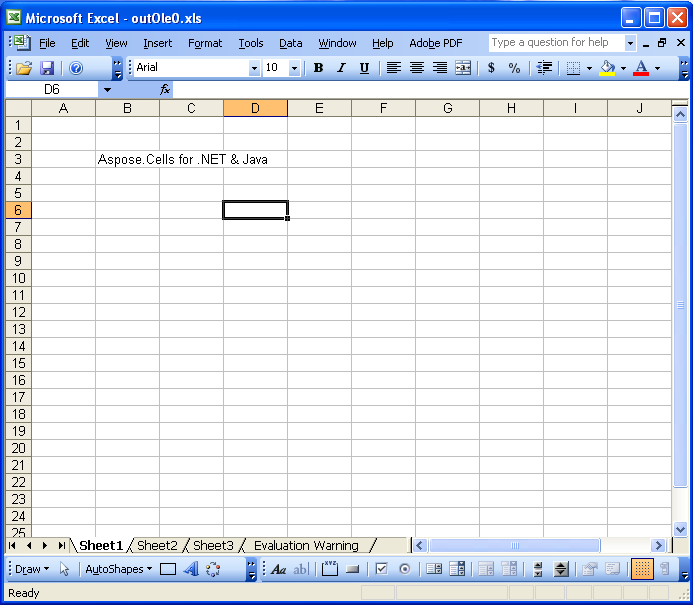 Microsoft Excel - outOle0.xls
File Edit View Insert Format Tools Data Window Help Adobe PDF Type a question for help
Arial 10 B I U $ %
D6 fx
A B C D E F G H I J
1
2
3 Aspose.Cells for .NET & Java
4
5
6
7
8
9
10
11
12
13
14
15
16
17
18
19
20
21
22
23
24
25
Sheet1 Sheet2 Sheet3 Evaluation Warning
Draw AutoShapes Aa ab XYZ
Ready